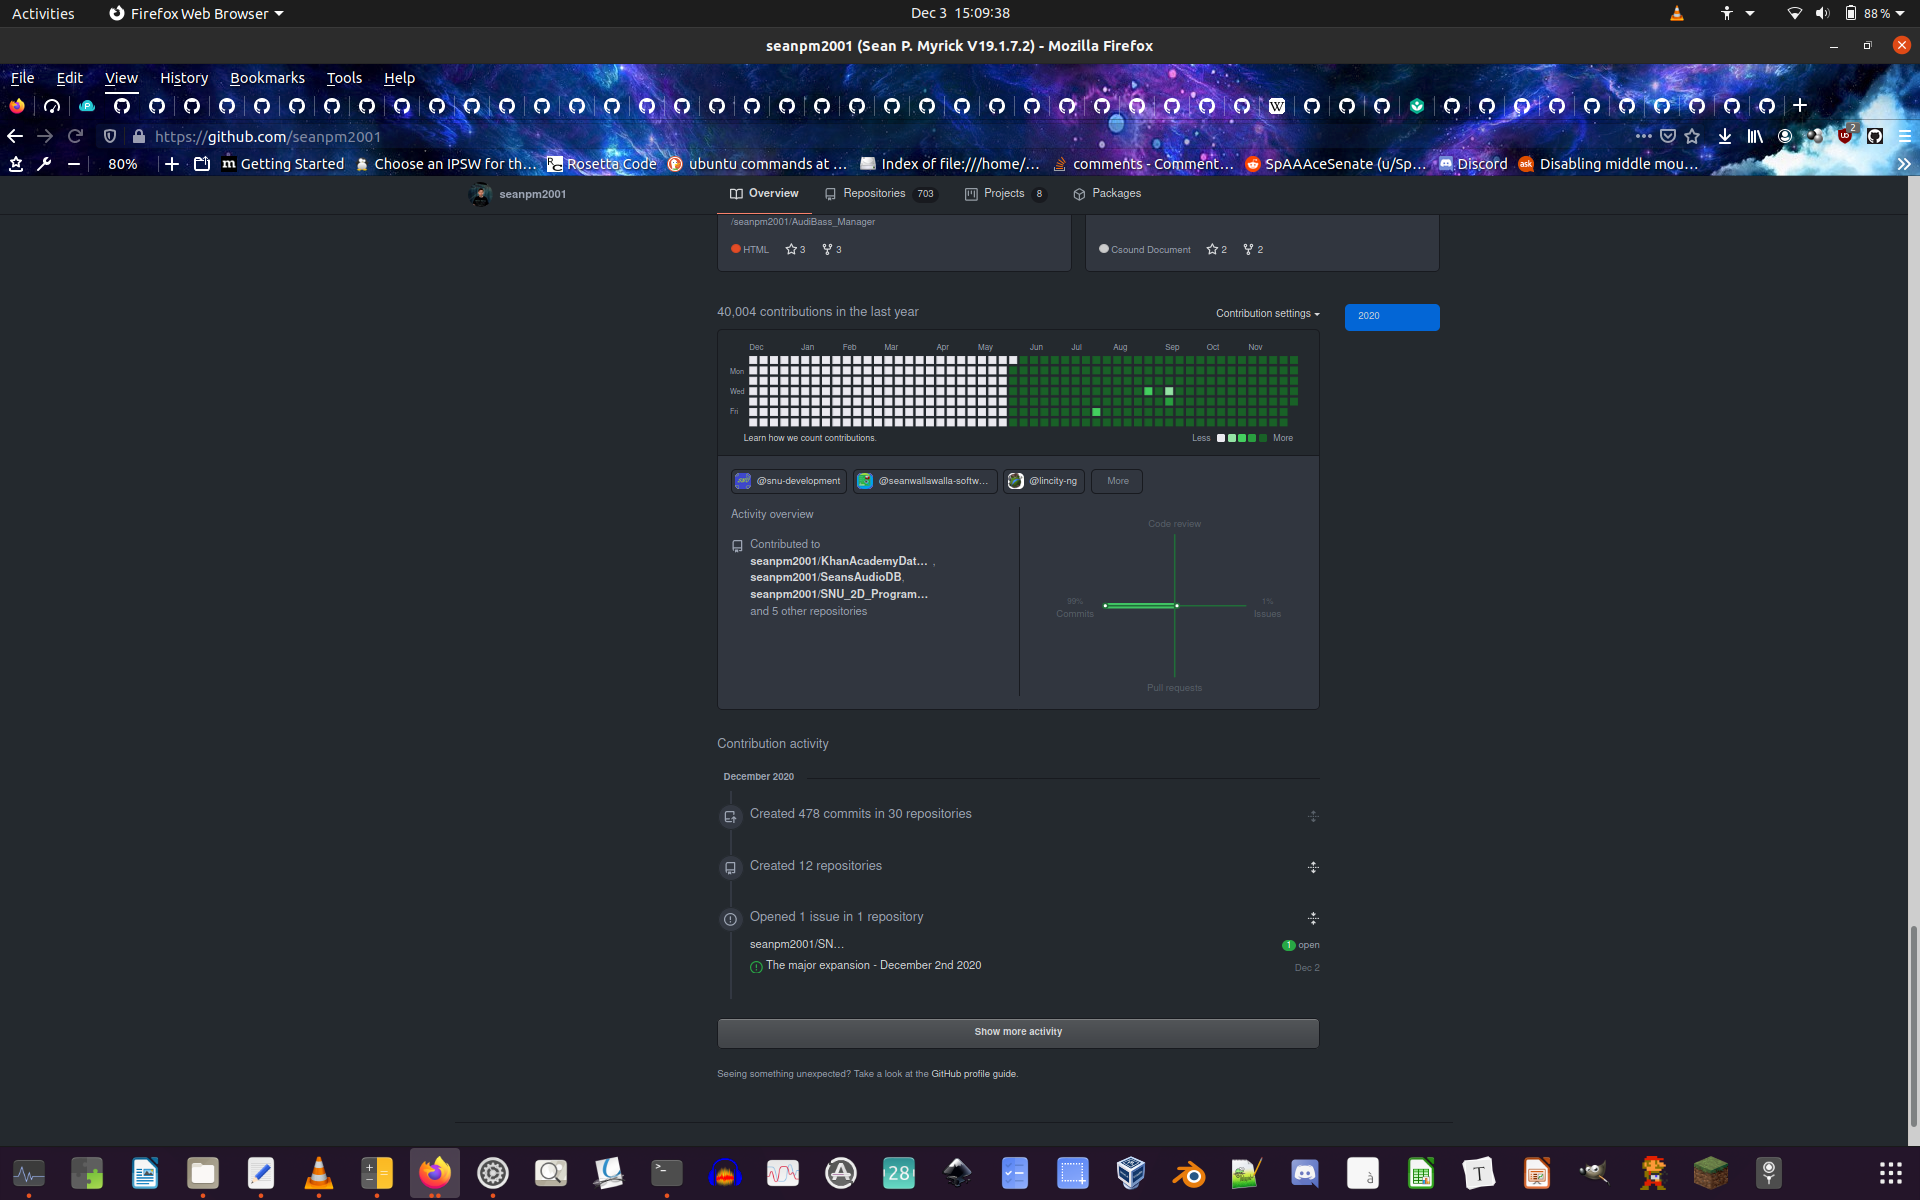 Activities
Firefox Web Browser
Dec 3 15:09:38
88 %
seanpm2001 (Sean P. Myrick V19.1.7.2) - Mozilla Firefox
File Edit View History Bookmarks Tools Help
https://github.com/seanpm2001
2
80%
Getting Started
Choose an IPSW for th…
Rosetta Code
ubuntu commands at …
Index of file:///home/…
comments - Comment…
SpAAAceSenate (u/Sp…
Discord
Disabling middle mou…
seanpm2001
Overview
Repositories 703
Projects 8
Packages
/seanpm2001/AudiBass_Manager
HTML 3 3
Csound Document 2 2
40,004 contributions in the last year
Contribution settings
2020
Dec Jan Feb Mar Apr May Jun Jul Aug Sep Oct Nov
Mon
Wed
Fri
Learn how we count contributions.
Less More
@snu-development
@seanwallawalla-softw…
@lincity-ng
More
Activity overview
Contributed to
seanpm2001/KhanAcademyDat… ,
seanpm2001/SeansAudioDB,
seanpm2001/SNU_2D_Program…
and 5 other repositories
Code review
99%
Commits
1%
Issues
Pull requests
Contribution activity
December 2020
Created 478 commits in 30 repositories
Created 12 repositories
Opened 1 issue in 1 repository
seanpm2001/SN…
1 open
The major expansion - December 2nd 2020
Dec 2
Show more activity
Seeing something unexpected? Take a look at the GitHub profile guide.
28